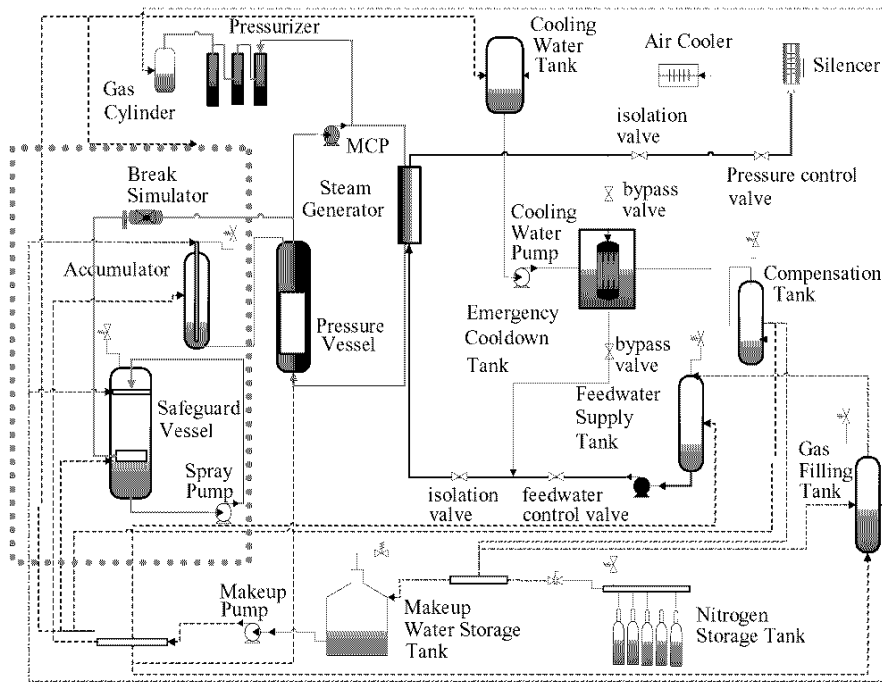 Pressurizer
Cooling
Water
Tank
Air Cooler
Silencer
Gas
Cylinder
MCP
isolation
valve
Pressure control
valve
Break
Simulator
Steam
Generator
bypass
valve
Cooling
Water
Pump
Accumulator
Compensation
Tank
Emergency
Cooldown
Tank
Pressure
Vessel
bypass
valve
Feedwater
Supply
Tank
Safeguard
Vessel
Gas
Filling
Tank
Spray
Pump
isolation
valve
feedwater
control valve
Makeup
Pump
Makeup
Water Storage
Tank
Nitrogen
Storage Tank